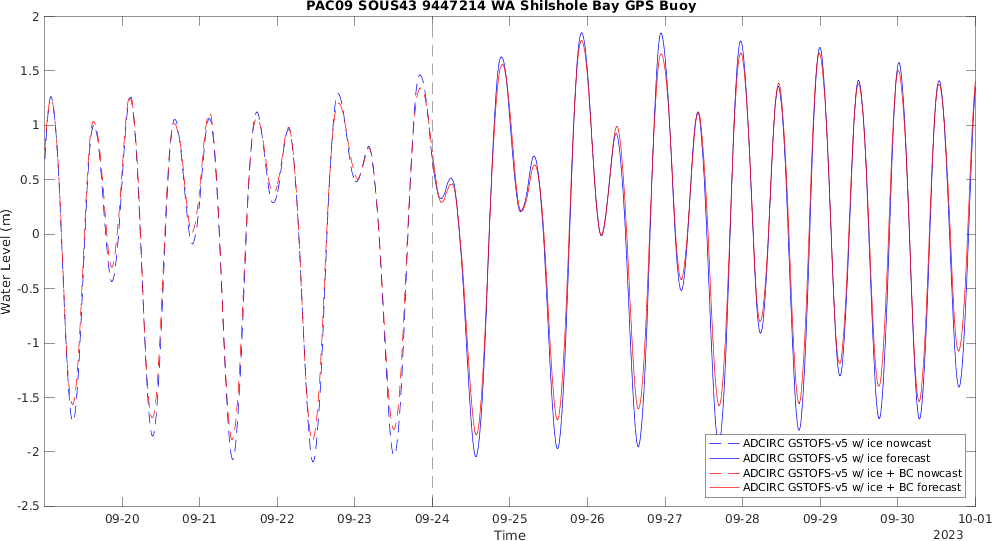 PAC09 SOUS43 9447214 WA Shilshole Bay GPS Buoy
2
1.5
1
0.5
0
-0.5
-1
-1.5
-2
-2.5
Water Level (m)
ADCIRC GSTOFS-v5 w/ ice nowcast
ADCIRC GSTOFS-v5 w/ ice forecast
ADCIRC GSTOFS-v5 w/ ice + BC nowcast
ADCIRC GSTOFS-v5 w/ ice + BC forecast
09-20 09-21 09-22 09-23 09-24 09-25 09-26 09-27 09-28 09-29 09-30 10-01
Time
2023